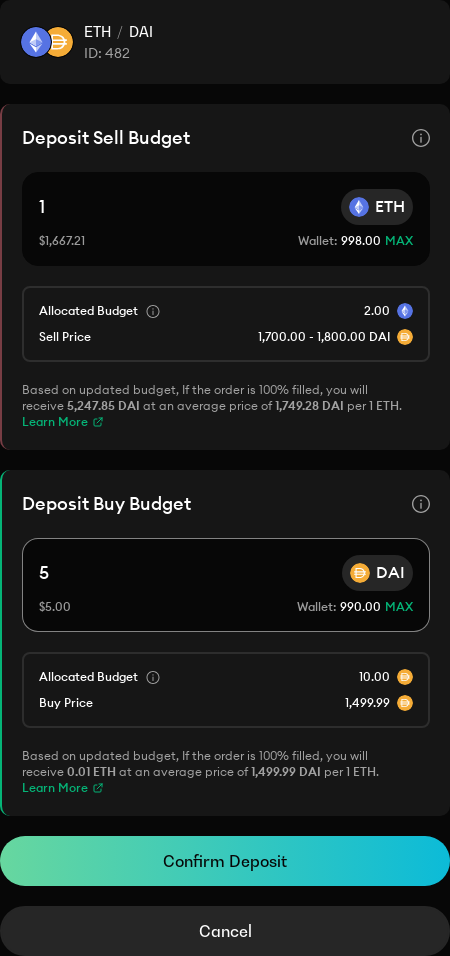 ETH / DAI
ID: 482
Deposit Sell Budget
1 ETH
$1,667.21 Wallet: 998.00 MAX
Allocated Budget 2.00
Sell Price 1,700.00 - 1,800.00 DAI
Based on updated budget, If the order is 100% filled, you will
receive 5,247.85 DAI at an average price of 1,749.28 DAI per 1 ETH.
Learn More
Deposit Buy Budget
5 DAI
$5.00 Wallet: 990.00 MAX
Allocated Budget 10.00
Buy Price 1,499.99
Based on updated budget, If the order is 100% filled, you will
receive 0.01 ETH at an average price of 1,499.99 DAI per 1 ETH.
Learn More
Confirm Deposit
Cancel